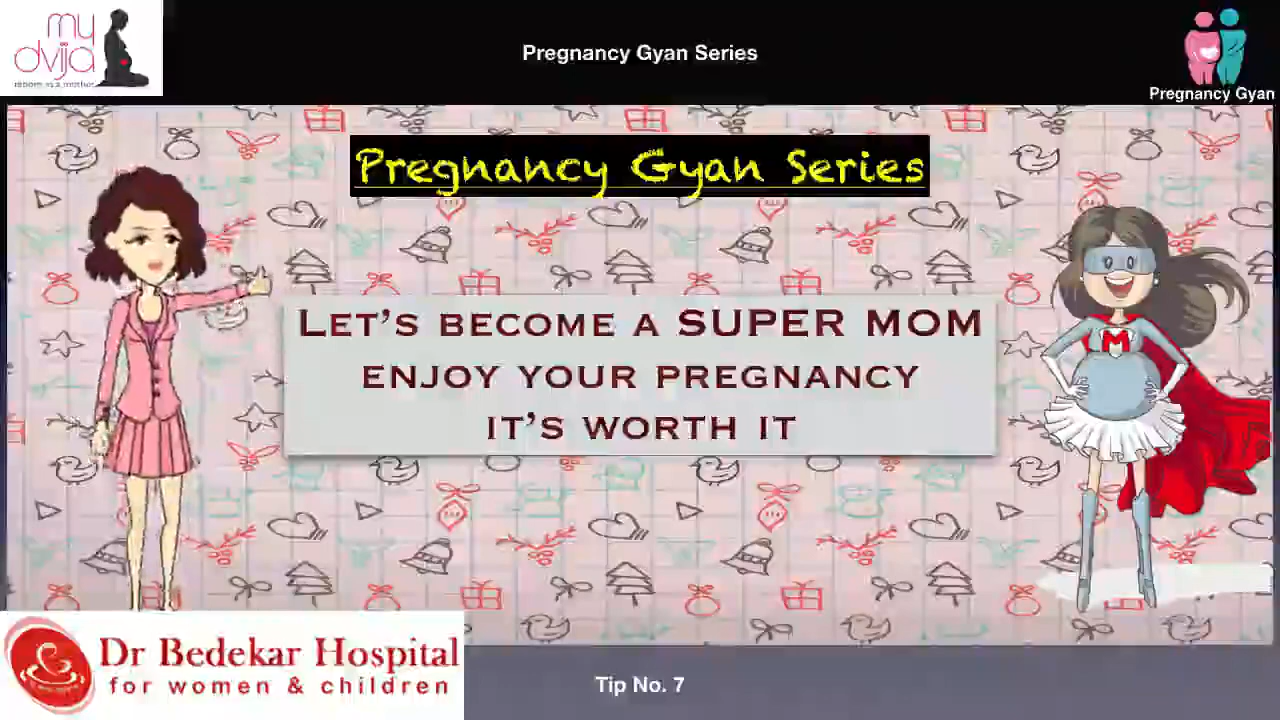 my
dvija
reborn as a mother
Pregnancy Gyan Series
Pregnancy Gyan
Pregnancy Gyan Series
LET'S BECOME A SUPER MOM
ENJOY YOUR PREGNANCY
IT'S WORTH IT
M
Dr Bedekar Hospital
for women & children
Tip No. 7